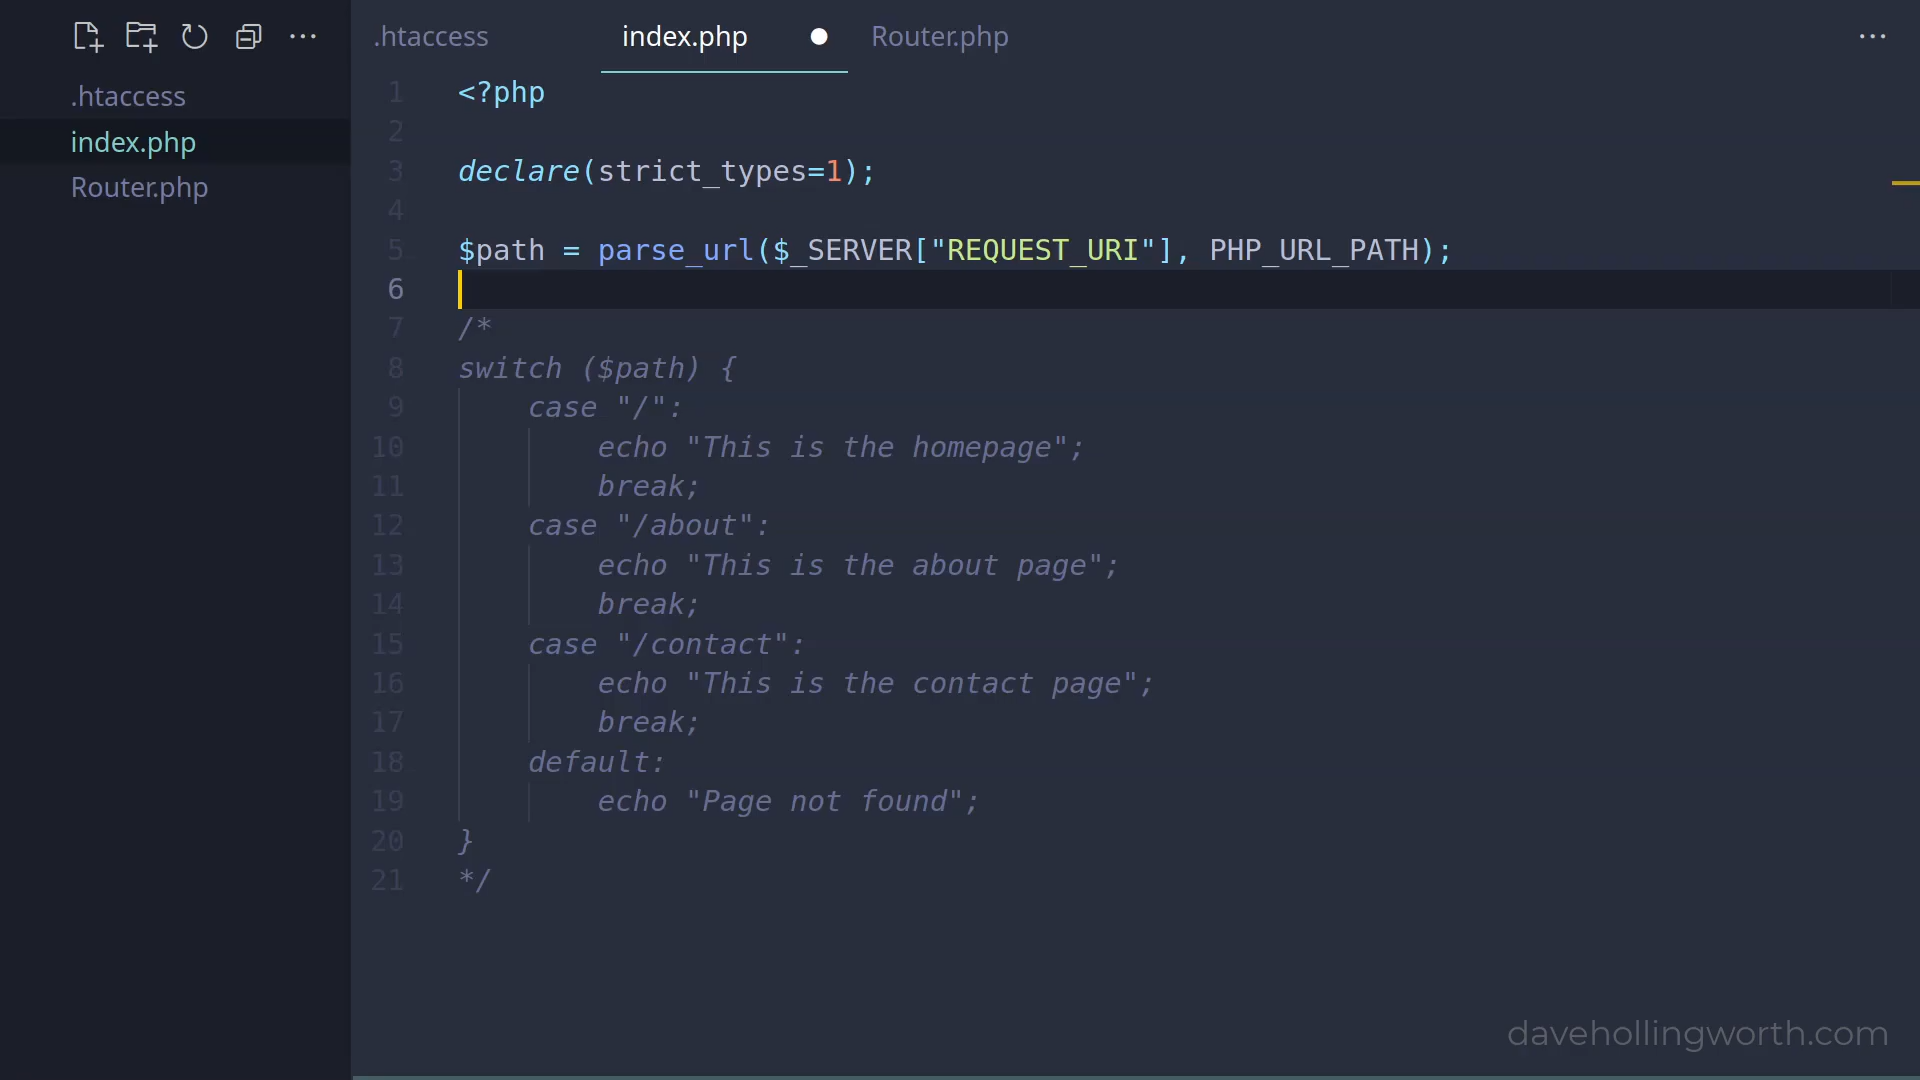 .htaccess
index.php
Router.php
.htaccess
index.php
Router.php
1 <?php
2
3 declare(strict_types=1);
4
5 $path = parse_url($_SERVER["REQUEST_URI"], PHP_URL_PATH);
6
7 /*
8 switch ($path) {
9 case "/":
10 echo "This is the homepage";
11 break;
12 case "/about":
13 echo "This is the about page";
14 break;
15 case "/contact":
16 echo "This is the contact page";
17 break;
18 default:
19 echo "Page not found";
20 }
21 */
davehollingworth.com